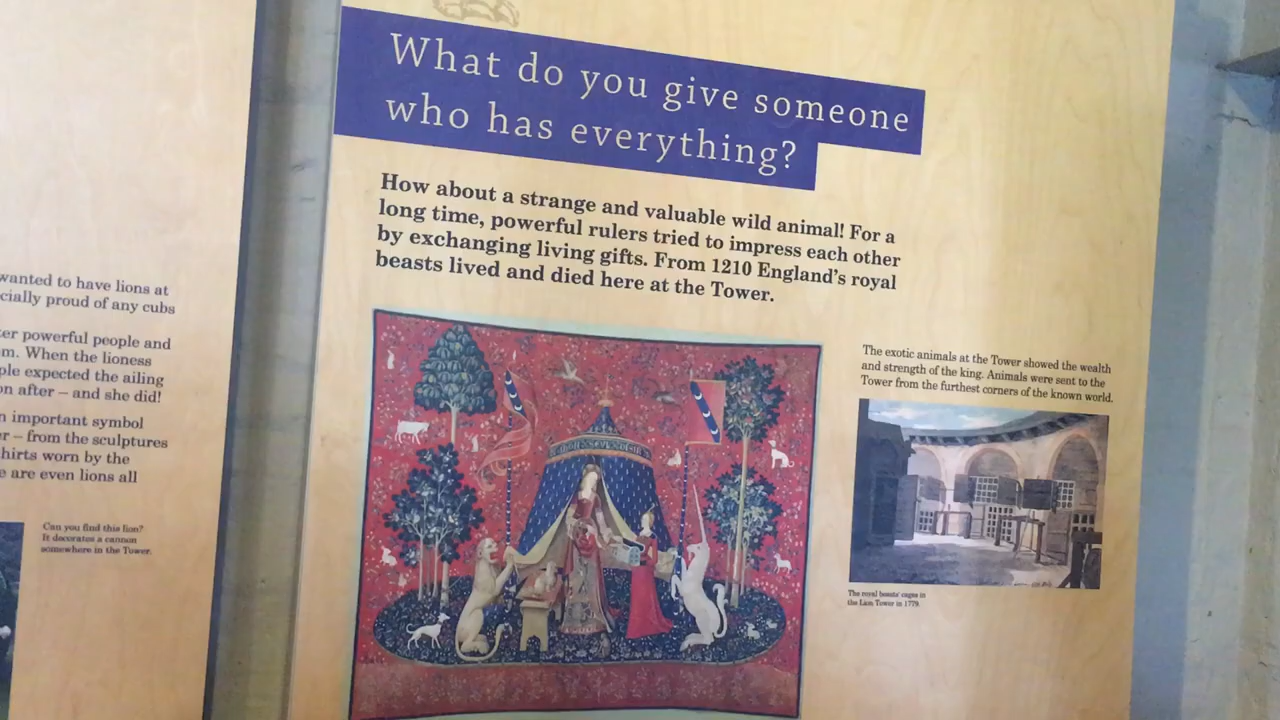 wanted to have lions at
cially proud of any cubs
er powerful people and
m. When the lioness
ple expected the ailing
on after – and she did!
n important symbol
er – from the sculptures
hirts worn by the
e are even lions all
Can you find this lion?
It decorates a cannon
somewhere in the Tower.
What do you give someone
who has everything?
How about a strange and valuable wild animal! For a
long time, powerful rulers tried to impress each other
by exchanging living gifts. From 1210 England's royal
beasts lived and died here at the Tower.
The exotic animals at the Tower showed the wealth
and strength of the king. Animals were sent to the
Tower from the furthest corners of the known world.
The royal beasts' cages in
the Lion Tower in 1779.